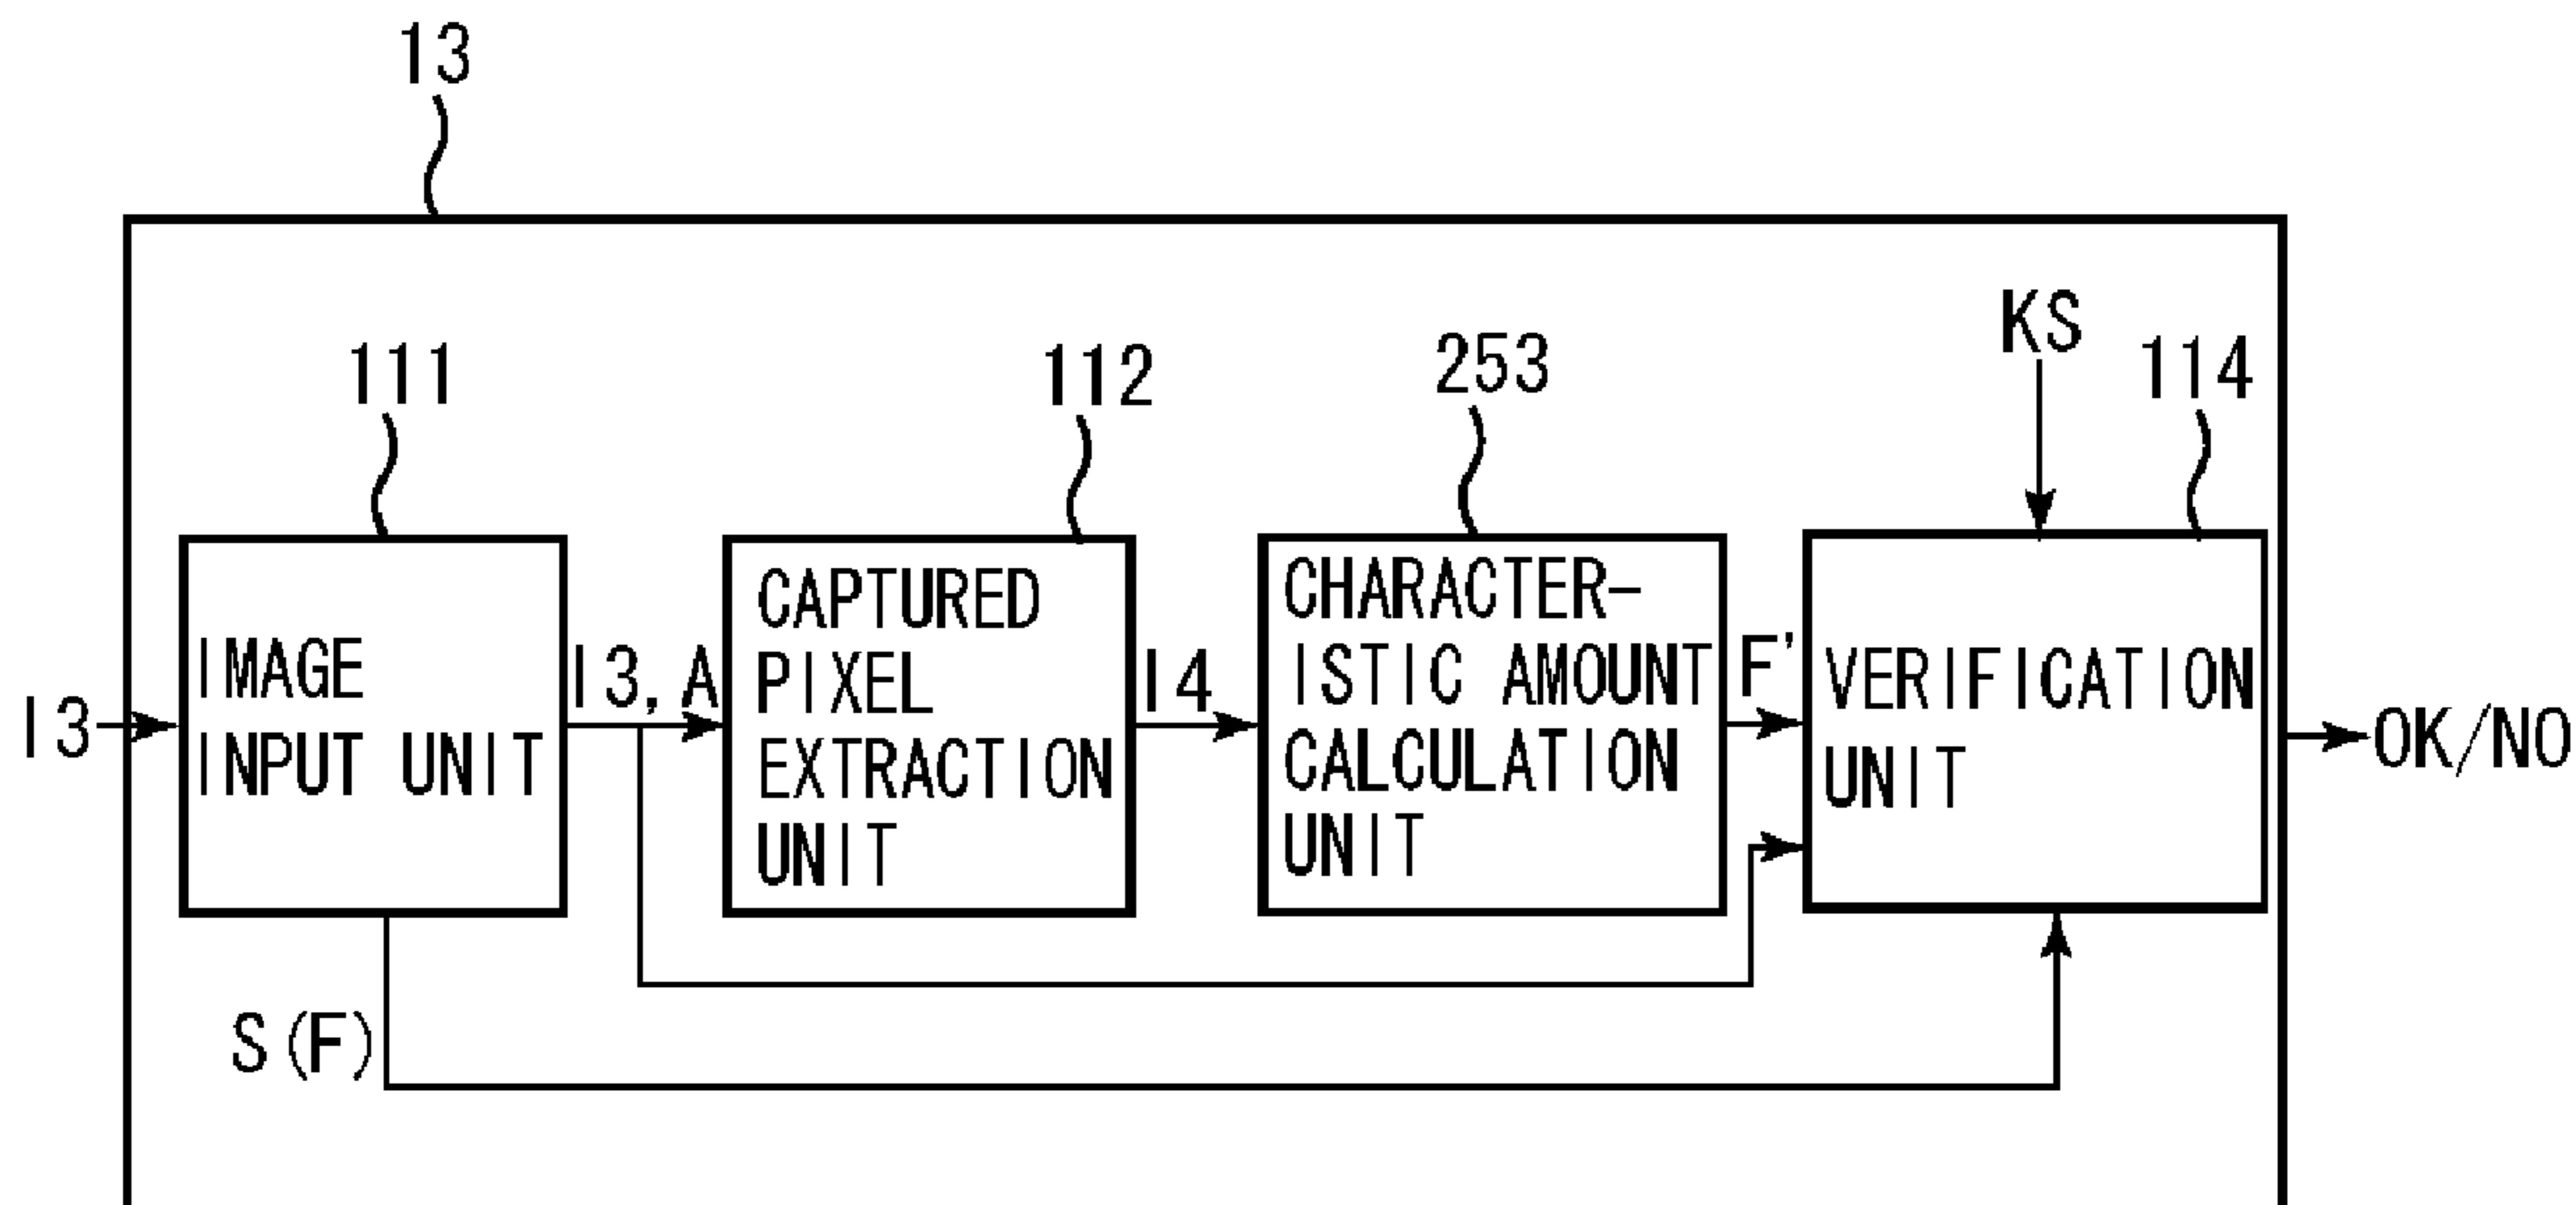 13
111
112
253
KS
114
IMAGE
INPUT UNIT
CAPTURED
PIXEL
EXTRACTION
UNIT
CHARACTER-
ISTIC AMOUNT
CALCULATION
UNIT
VERIFICATION
UNIT
I3
I3, A
I4
F'
OK/NO
S(F)